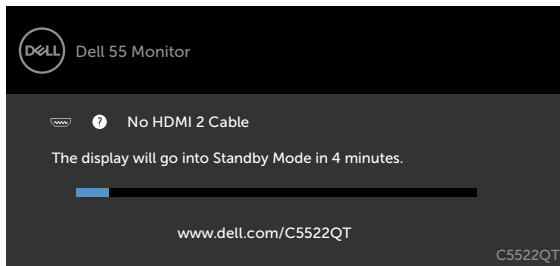 DELL
Dell 55 Monitor
? No HDMI 2 Cable
The display will go into Standby Mode in 4 minutes.
www.dell.com/C5522QT
C5522QT